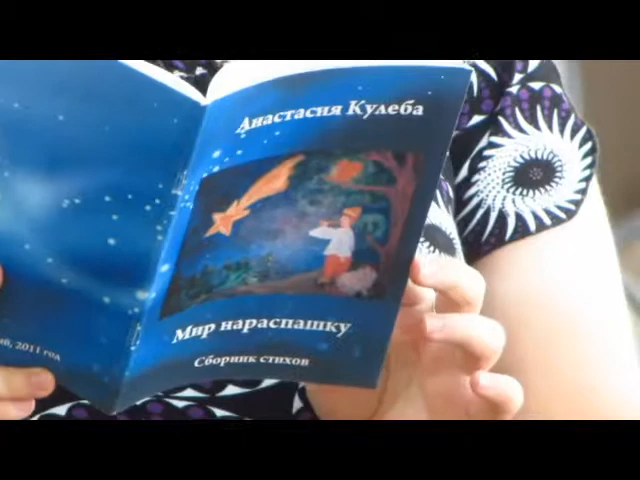 Анастасия Кулеба
Мир нараспашку
Сборник стихов
2011 год